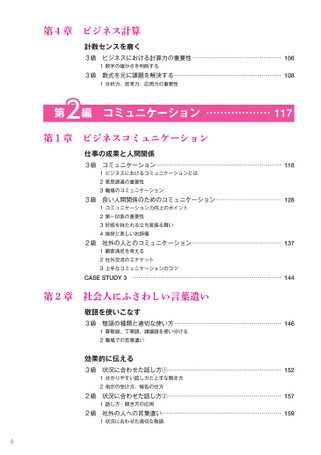 第4章　ビジネス計算
計数センスを磨く
3級　ビジネスにおける計算力の重要性…………………………… 106
1 数字の確かさを判断する
3級　数式を元に課題を解決する…………………………… 108
1 分析力、思考力、応用力の重要性
第2編　コミュニケーション ……………… 117
第1章　ビジネスコミュニケーション
仕事の成果と人間関係
3級　コミュニケーション…………………………… 118
1 ビジネスにおけるコミュニケーションとは
2 意思疎通の重要性
3 職場のコミュニケーション
3級　良い人間関係のためのコミュニケーション…………………………… 128
1 コミュニケーション力向上のポイント
2 第一印象の重要性
3 好感を持たれる立ち居振る舞い
4 挨拶と美しいお辞儀
2級　社外の人とのコミュニケーション…………………………… 137
1 顧客満足を考える
2 社外交流のエチケット
3 上手なコミュニケーションのコツ
CASE STUDY 3 …………………………… 144
第2章　社会人にふさわしい言葉遣い
敬語を使いこなす
3級　敬語の種類と適切な使い方…………………………… 146
1 尊敬語、丁寧語、謙譲語を使い分ける
2 職場での言葉遣い
効果的に伝える
3級　状況に合わせた話し方①…………………………… 152
1 分かりやすい話し方と上手な聞き方
2 指示の受け方、報告の仕方
2級　状況に合わせた話し方②…………………………… 157
1 話し方・聞き方の応用
2級　社外の人への言葉遣い…………………………… 159
1 状況に合わせた適切な敬語
6